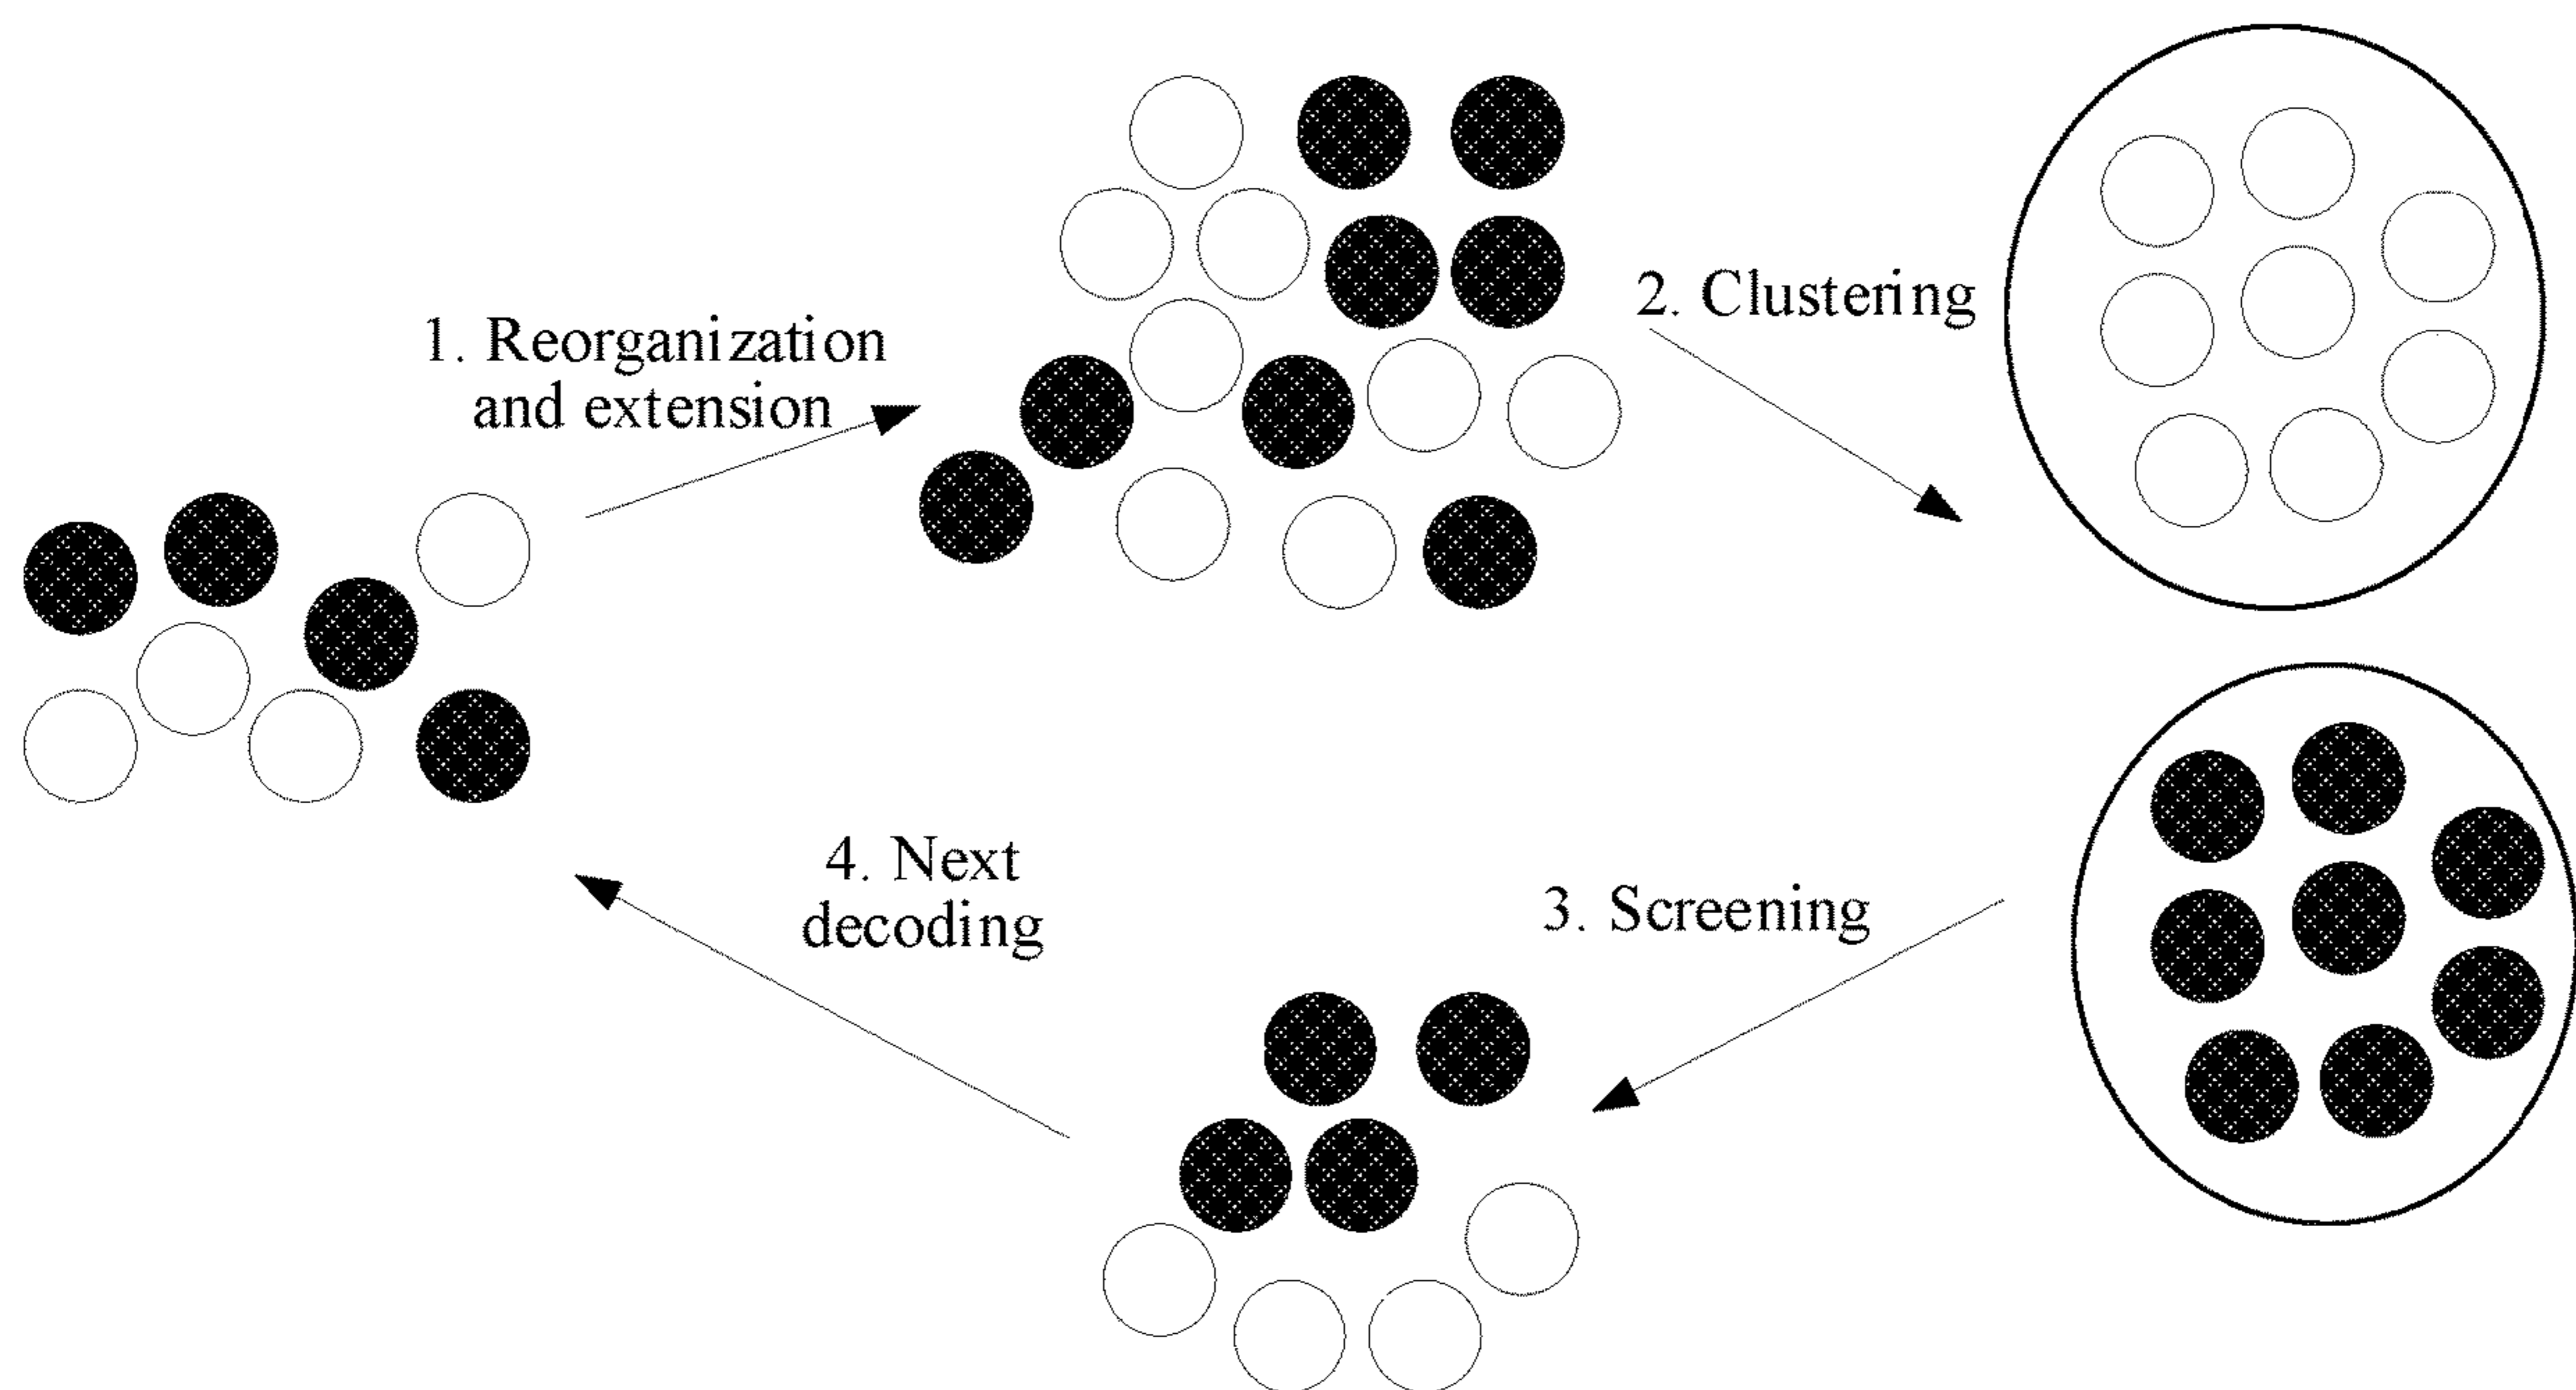 1. Reorganization
and extension
2. Clustering
3. Screening
4. Next
decoding